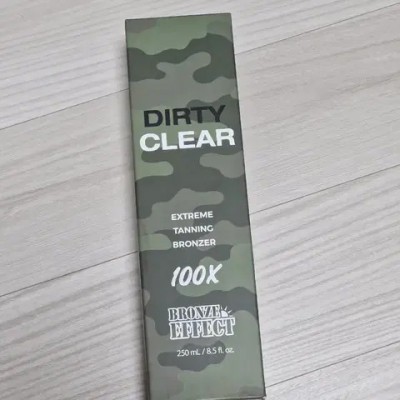 DIRTY
CLEAR
EXTREME
TANNING
BRONZER
100X
BRONZE
EFFECT
250 mL / 8.5 fl. oz.